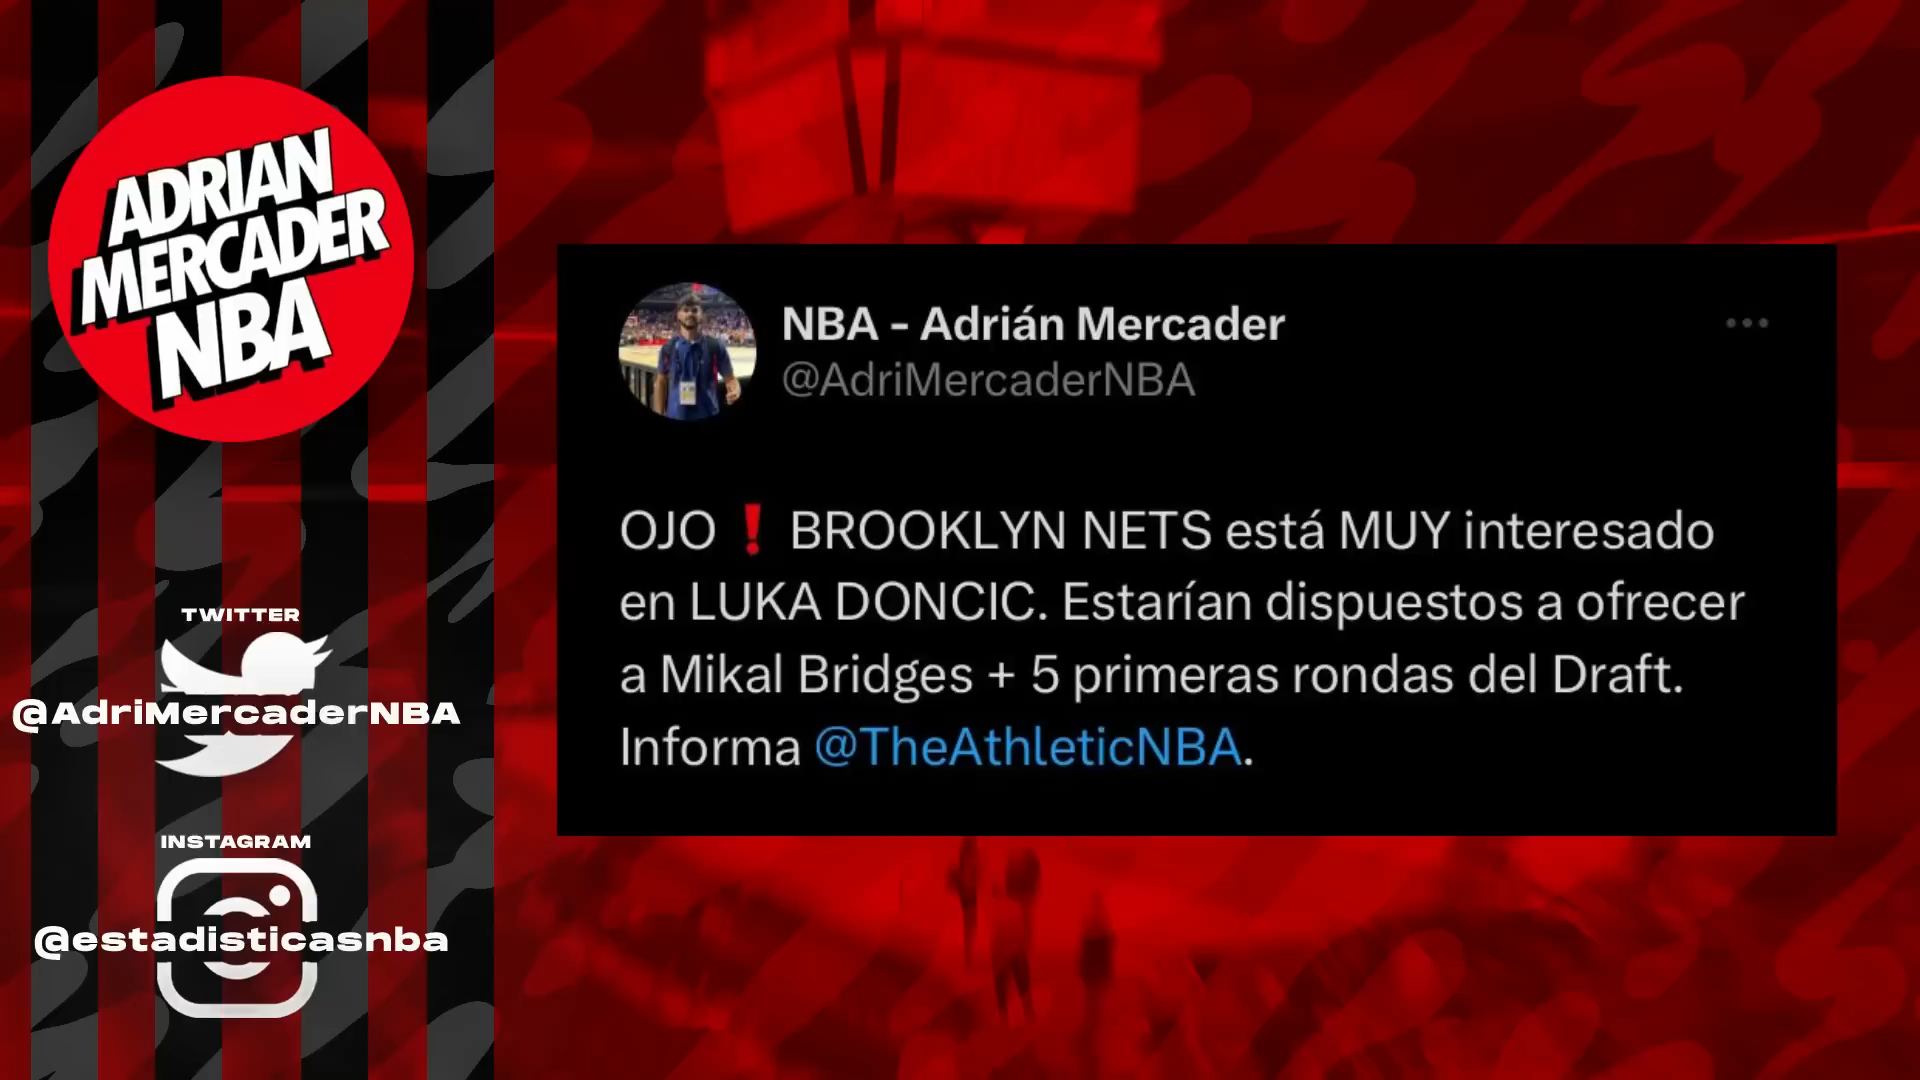 ADRIAN
MERCADER
NBA
TWITTER
@AdriMercaderNBA
INSTAGRAM
@estadisticasnba
NBA - Adrián Mercader
@AdriMercaderNBA
OJO❗BROOKLYN NETS está MUY interesado
en LUKA DONCIC. Estarían dispuestos a ofrecer
a Mikal Bridges + 5 primeras rondas del Draft.
Informa @TheAthleticNBA.